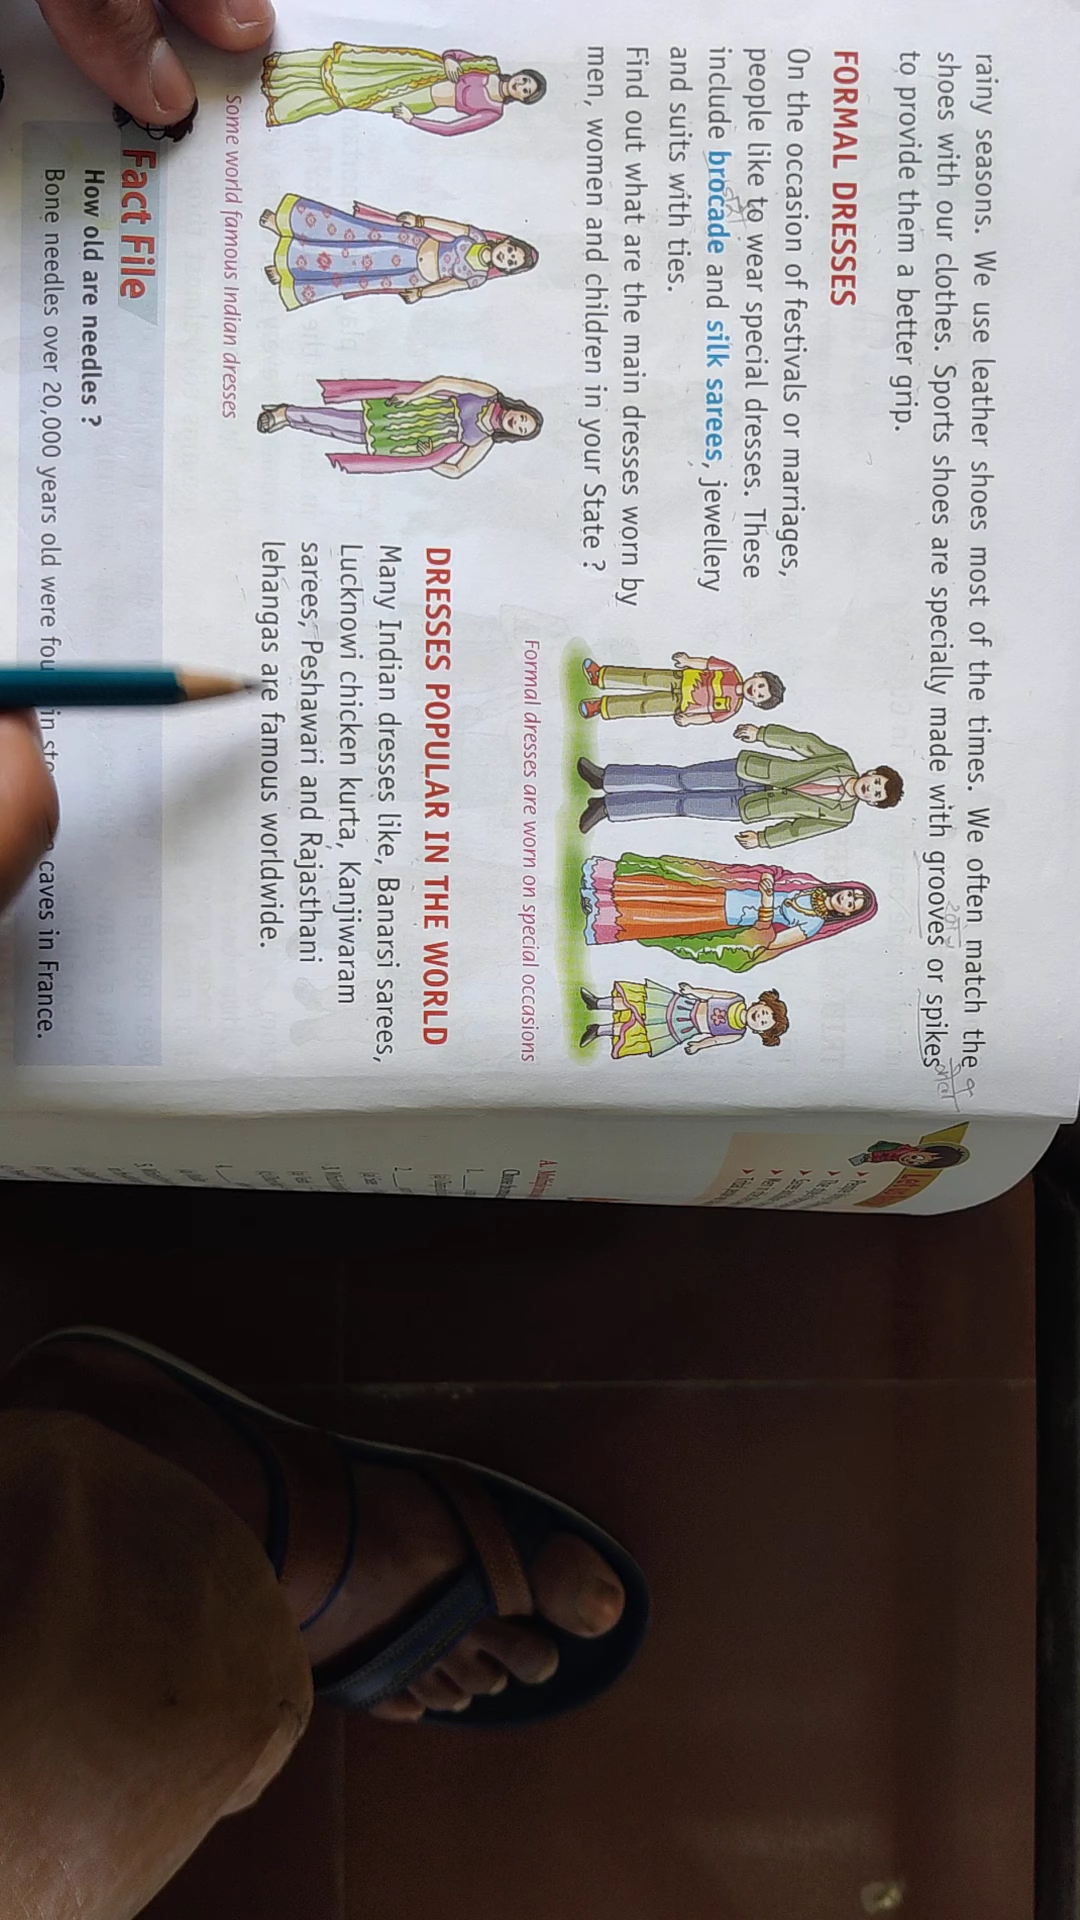 rainy seasons. We use leather shoes most of the times. We often match the
shoes with our clothes. Sports shoes are specially made with grooves or spikes
to provide them a better grip.
FORMAL DRESSES
On the occasion of festivals or marriages,
people like to wear special dresses. These
include brocade and silk sarees, jewellery
and suits with ties.
Find out what are the main dresses worn by
men, women and children in your State ?
Formal dresses are worn on special occasions
DRESSES POPULAR IN THE WORLD
Many Indian dresses like, Banarsi sarees,
Lucknowi chicken kurta, Kanjiwaram
sarees, Peshawari and Rajasthani
lehangas are famous worldwide.
Some world famous Indian dresses
Fact File
How old are needles ?
Bone needles over 20,000 years old were in caves in France.